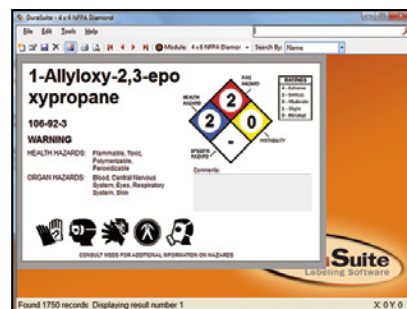 DuraSuite - 4 x 6 NFPA Diamond
File Edit Tools Help
Module: 4 x 6 NFPA Diamor Search By: Name
1-Allyloxy-2,3-epo
xypropane
106-92-3
WARNING
HEALTH HAZARDS: Flammable, Toxic,
Polymerizable,
Peroxidizable
ORGAN HAZARDS: Blood, Central Nervous
System, Eyes, Respiratory
System, Skin
FIRE
HAZARD
2
HEALTH
HAZARD
2
0
INSTABILITY
SPECIFIC
HAZARD
-
RATINGS
4 - Extreme
3 - Serious
2 - Moderate
1 - Slight
0 - Minimal
Comments:
CONSULT MSDS FOR ADDITIONAL INFORMATION ON HAZARDS
Suite
Labeling Software
Found 1750 records Displaying result number 1
X: 0 Y: 0